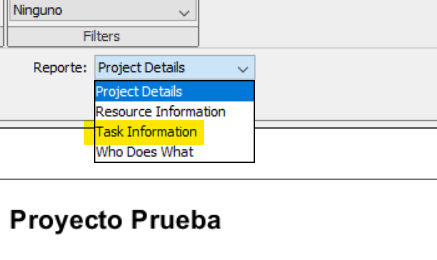 Ninguno
Filters
Reporte: Project Details
Project Details
Resource Information
Task Information
Who Does What
Proyecto Prueba